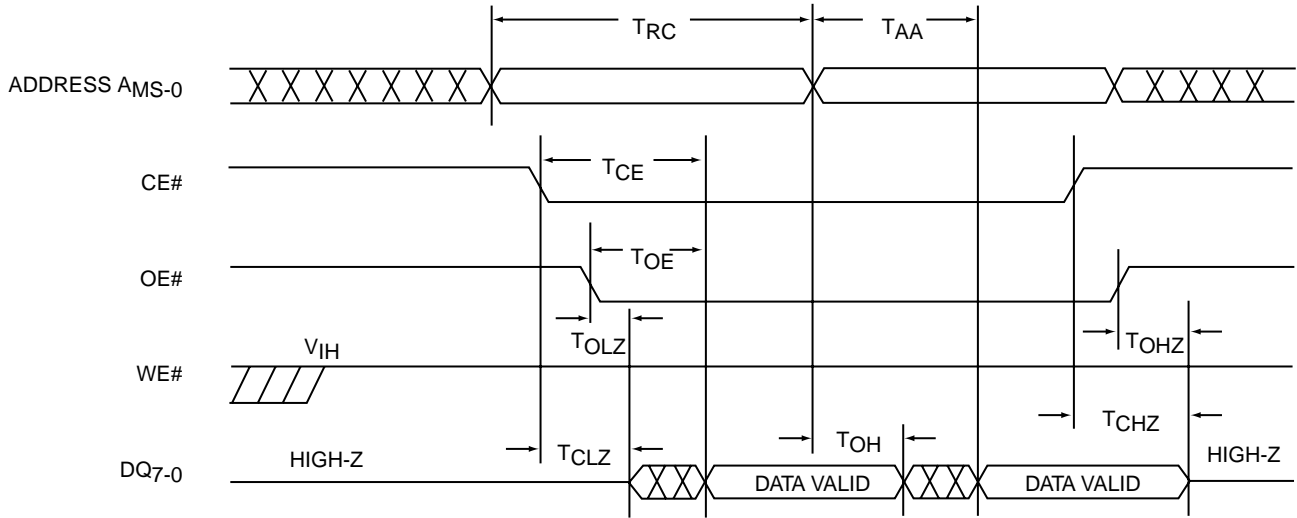 TRC TAA
ADDRESS AMS-0
TCE
CE#
TOE
OE#
TOLZ TOHZ
VIH
WE#
TCHZ
TCLZ TOH
HIGH-Z HIGH-Z
DQ7-0 DATA VALID DATA VALID